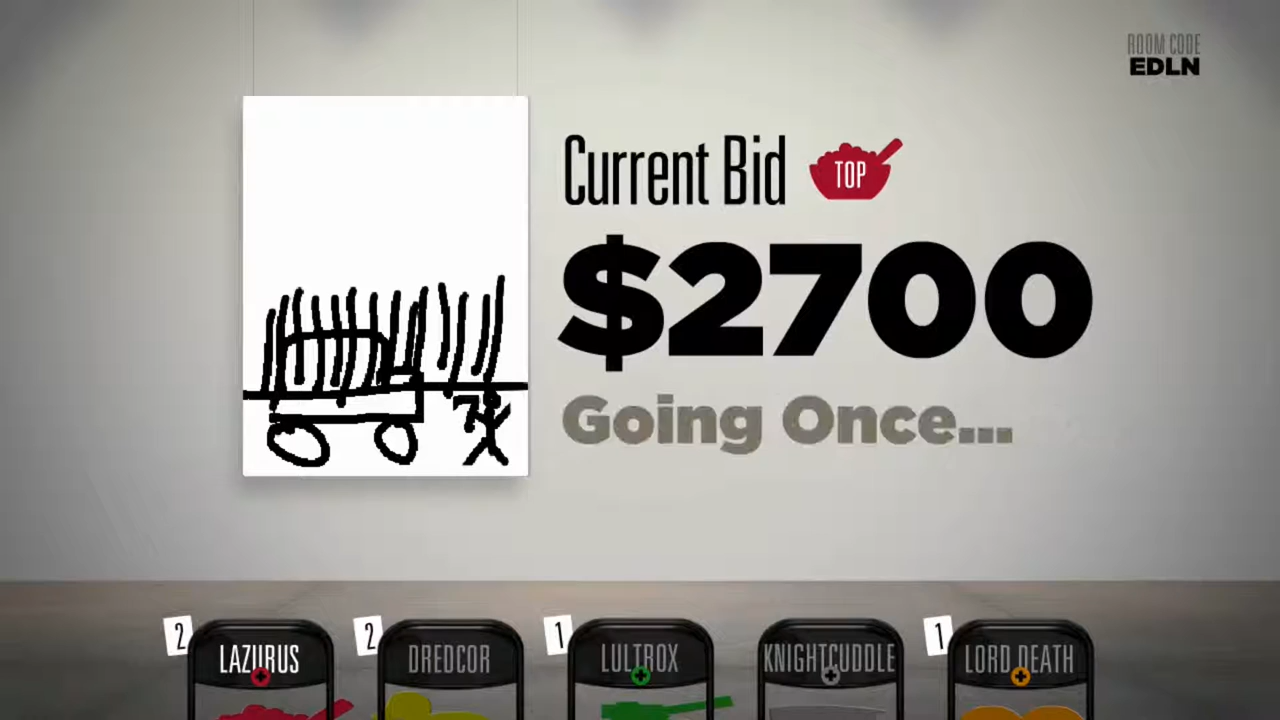 ROOM CODE
EDLN
Current Bid
TOP
$2700
Going Once...
2
LAZURUS
2
DREDCOR
1
LULTROX
KNIGHTCUDDLE
1
LORD DEATH